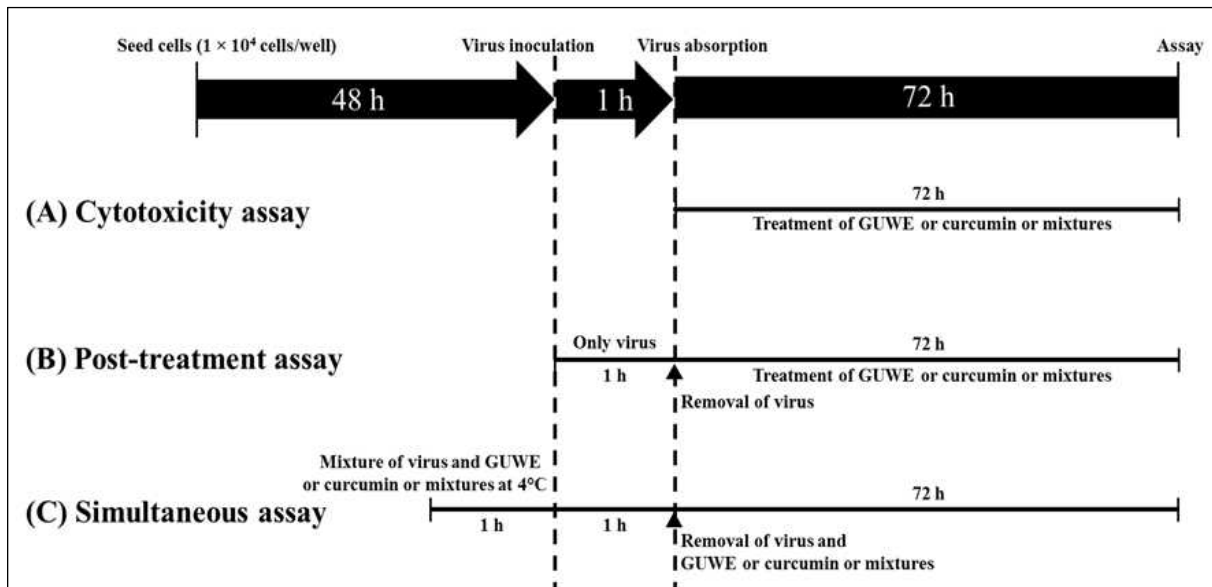 Seed cells (1 × 10⁴ cells/well)
Virus inoculation
Virus absorption
Assay
48 h
1 h
72 h
(A) Cytotoxicity assay
72 h
Treatment of GUWE or curcumin or mixtures
(B) Post-treatment assay
Only virus
1 h
72 h
Treatment of GUWE or curcumin or mixtures
Removal of virus
(C) Simultaneous assay
Mixture of virus and GUWE
or curcumin or mixtures at 4°C
1 h
1 h
72 h
Removal of virus and
GUWE or curcumin or mixtures